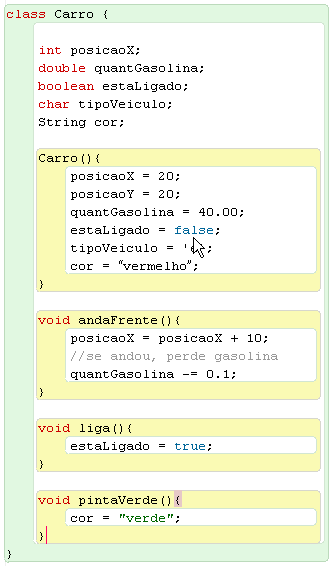 class Carro {
int posicaoX;
double quantGasolina;
boolean estaLigado;
char tipoVeiculo;
String cor;
Carro(){
posicaoX = 20;
posicaoY = 20;
quantGasolina = 40.00;
estaLigado = false;
tipoVeiculo =
cor = “vermelho”;
}
void andaFrente(){
posicaoX = posicaoX + 10;
//se andou, perde gasolina
quantGasolina -= 0.1;
}
void liga(){
estaLigado = true;
}
void pintaVerde(){
cor = "verde";
}
}